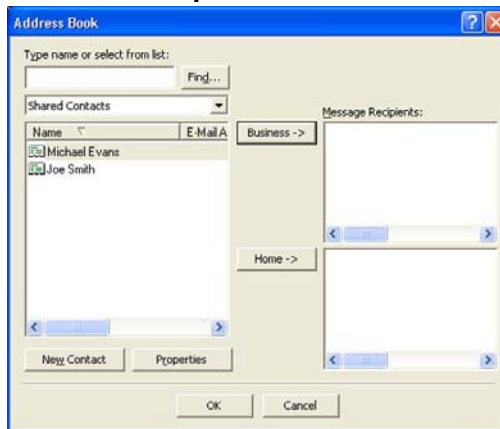 Address Book
Type name or select from list:
Find...
Shared Contacts
Message Recipients:
Name
E-Mail A
Business ->
Michael Evans
Joe Smith
Home ->
New Contact
Properties
OK
Cancel